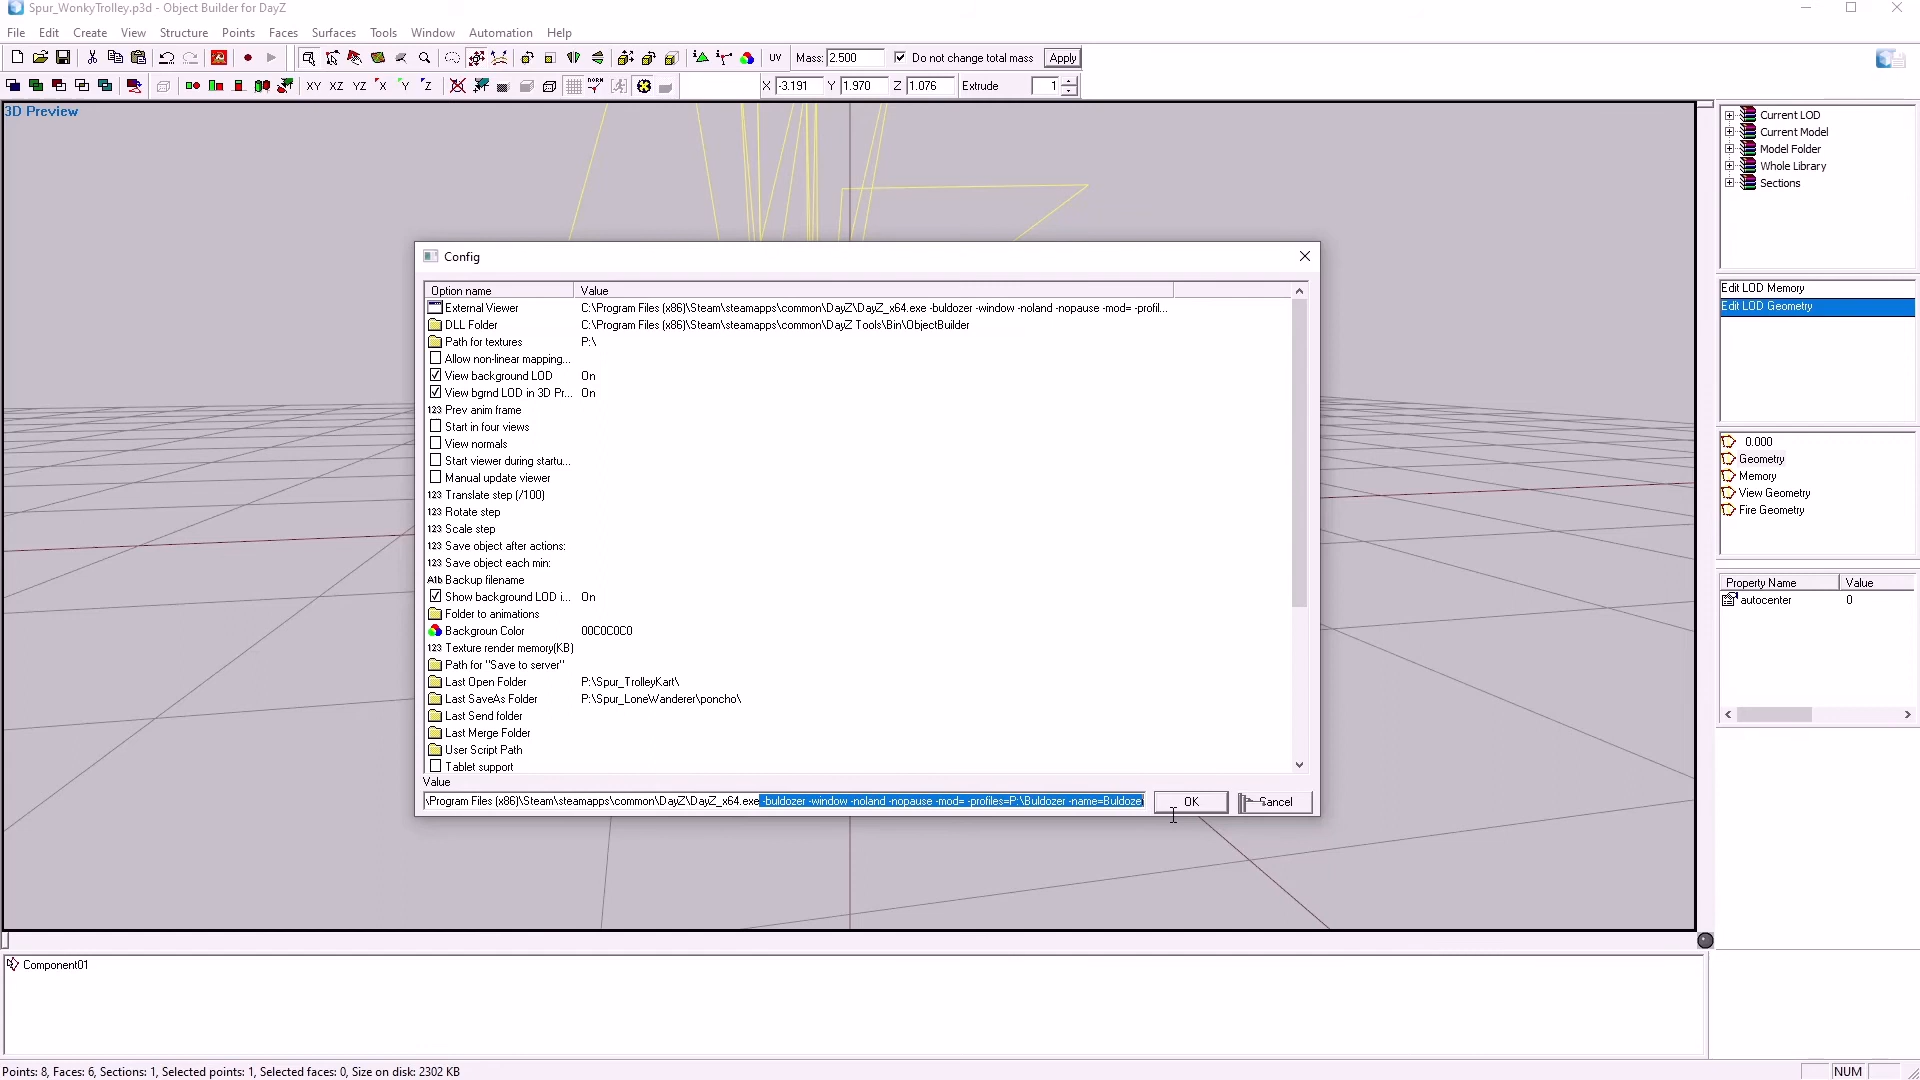 Spur_WonkyTrolley.p3d - Object Builder for DayZ
File Edit Create View Structure Points Faces Surfaces Tools Window Automation Help
UV Mass: 2.500 Do not change total mass Apply
XY XZ YZ X Y Z NORM X -3.191 Y 1.970 Z 1.076 Extrude 1
3D Preview
Current LOD
Current Model
Model Folder
Whole Library
Sections
Edit LOD Memory
Edit LOD Geometry
0.000
Geometry
Memory
View Geometry
Fire Geometry
Property Name Value
autocenter 0
Config
Option name Value
External Viewer C:\Program Files (x86)\Steam\steamapps\common\DayZ\DayZ_x64.exe -buldozer -window -noland -nopause -mod= -profil...
DLL Folder C:\Program Files (x86)\Steam\steamapps\common\DayZ Tools\Bin\ObjectBuilder
Path for textures P:\
Allow non-linear mapping...
View background LOD On
View bgrnd LOD in 3D Pr... On
123 Prev anim frame
Start in four views
View normals
Start viewer during startu...
Manual update viewer
123 Translate step (/100)
123 Rotate step
123 Scale step
123 Save object after actions:
123 Save object each min:
A1b Backup filename
Show background LOD i... On
Folder to animations
Backgroun Color 00C0C0C0
123 Texture render memory(KB)
Path for "Save to server"
Last Open Folder P:\Spur_TrolleyKart\
Last SaveAs Folder P:\Spur_LoneWanderer\poncho\
Last Send folder
Last Merge Folder
User Script Path
Tablet support
Value
\Program Files (x86)\Steam\steamapps\common\DayZ\DayZ_x64.exe -buldozer -window -noland -nopause -mod= -profiles=P:\Buldozer -name=Buldoze
OK Cancel
Component01
Points: 8, Faces: 6, Sections: 1, Selected points: 1, Selected faces: 0, Size on disk: 2302 KB
NUM